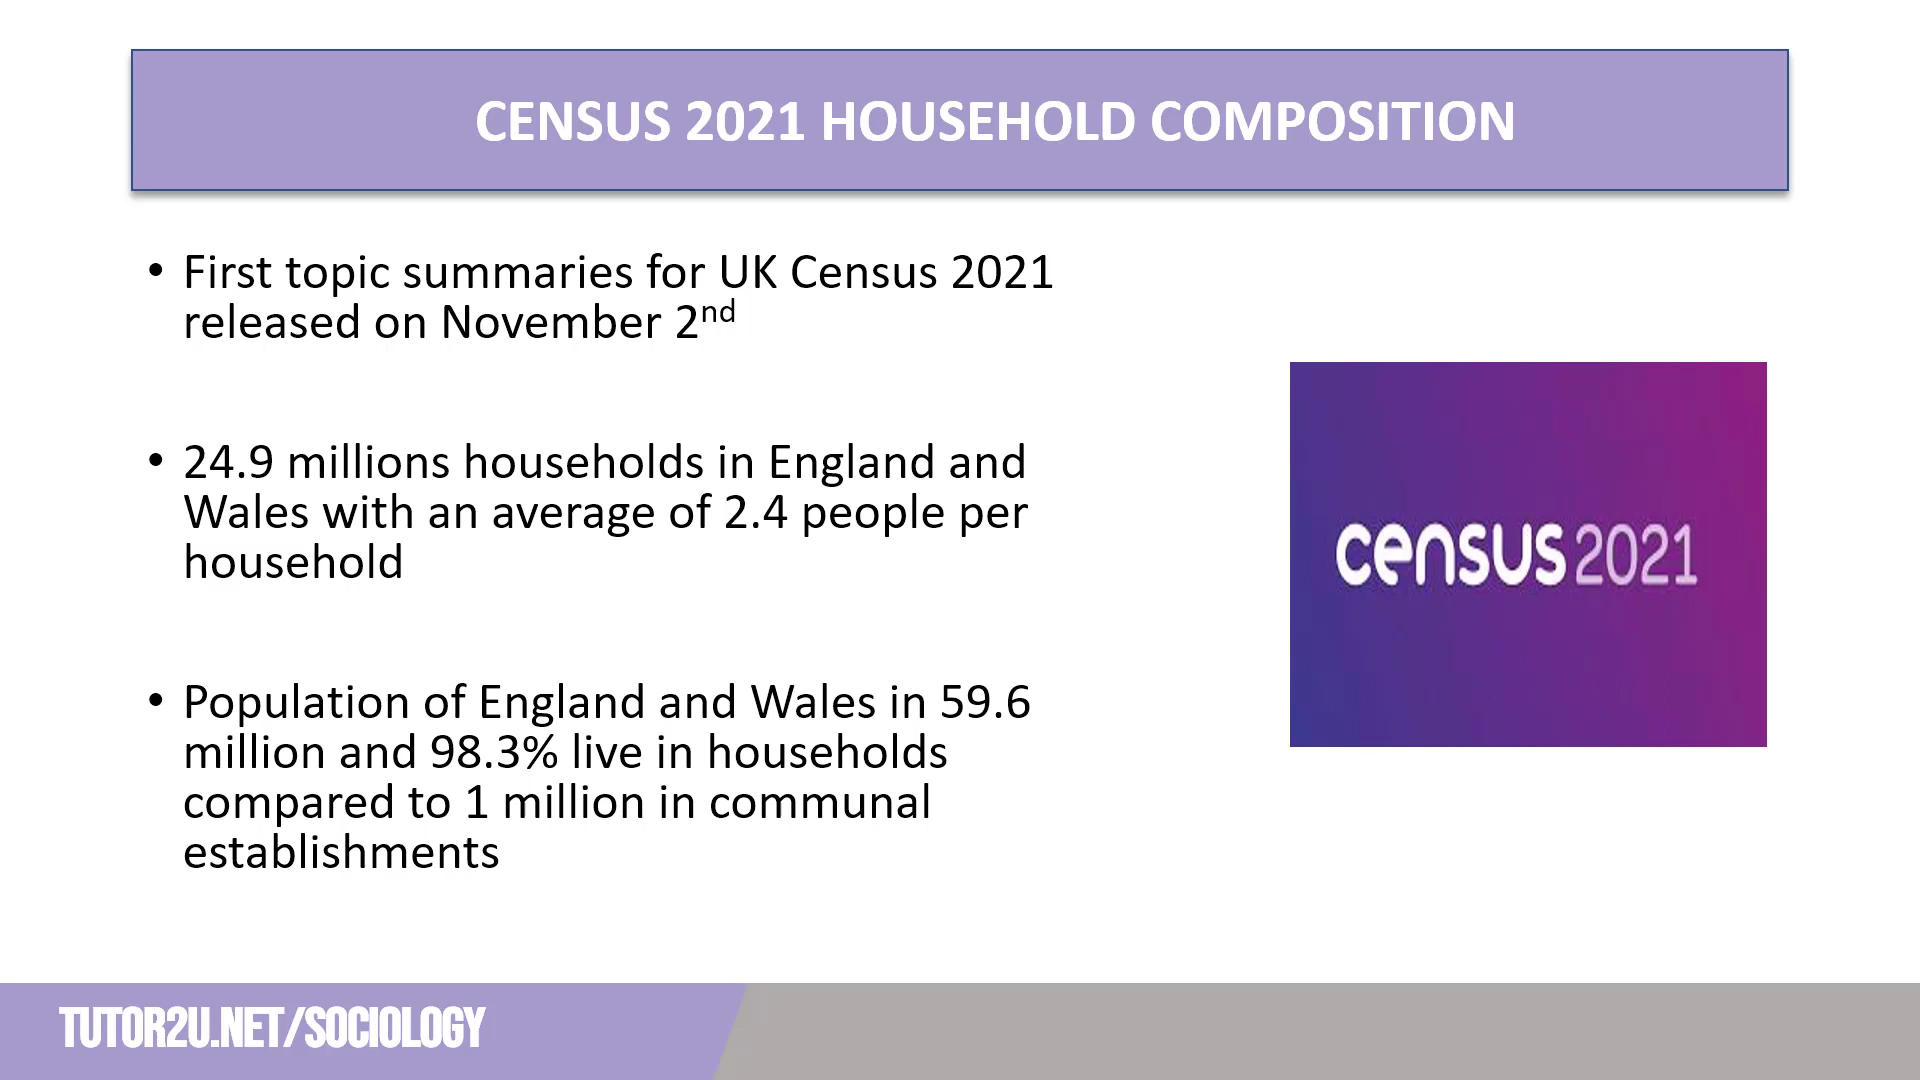 CENSUS 2021 HOUSEHOLD COMPOSITION
• First topic summaries for UK Census 2021
released on November 2nd
• 24.9 millions households in England and
Wales with an average of 2.4 people per
household
• Population of England and Wales in 59.6
million and 98.3% live in households
compared to 1 million in communal
establishments
census 2021
TUTOR2U.NET/SOCIOLOGY